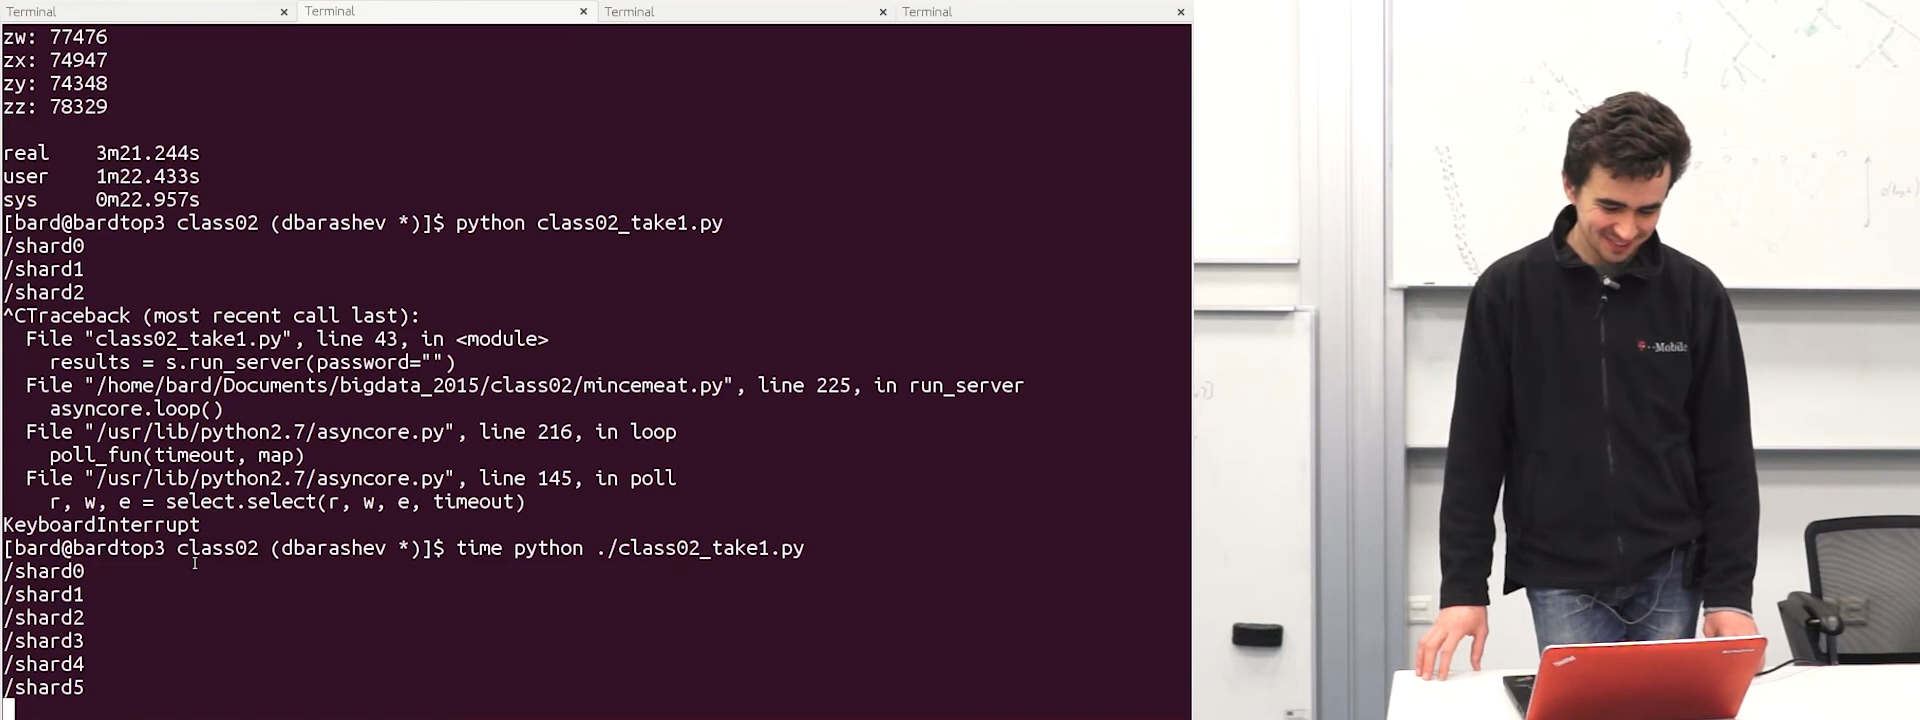 Terminal × Terminal × Terminal × Terminal ×
zw: 77476
zx: 74947
zy: 74348
zz: 78329
real 3m21.244s
user 1m22.433s
sys 0m22.957s
[bard@bardtop3 class02 (dbarashev *)]$ python class02_take1.py
/shard0
/shard1
/shard2
^CTraceback (most recent call last):
File "class02_take1.py", line 43, in <module>
results = s.run_server(password="")
File "/home/bard/Documents/bigdata_2015/class02/mincemeat.py", line 225, in run_server
asyncore.loop()
File "/usr/lib/python2.7/asyncore.py", line 216, in loop
poll_fun(timeout, map)
File "/usr/lib/python2.7/asyncore.py", line 145, in poll
r, w, e = select.select(r, w, e, timeout)
KeyboardInterrupt
[bard@bardtop3 class02 (dbarashev *)]$ time python ./class02_take1.py
/shard0
/shard1
/shard2
/shard3
/shard4
/shard5
T··Mobile
ThinkPad